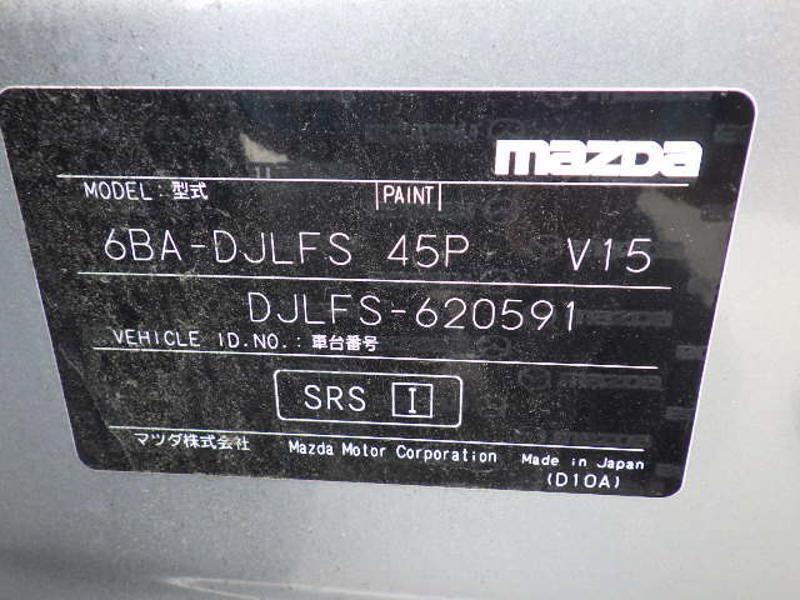 mazda
MODEL: 型式 PAINT
6BA-DJLFS 45P V15
DJLFS-620591
VEHICLE ID.NO.: 車台番号
SRS I
マツダ株式会社 Mazda Motor Corporation Made in Japan
(D10A)